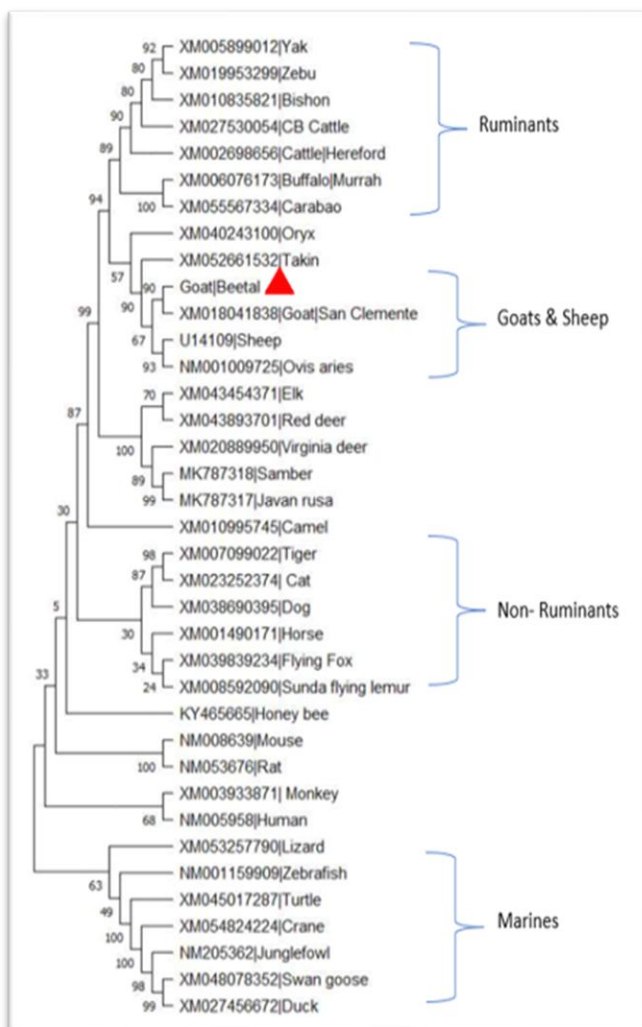 XM005899012|Yak
XM019953299|Zebu
XM010835821|Bishon
XM027530054|CB Cattle
XM002698656|Cattle|Hereford
XM006076173|Buffalo|Murrah
XM055567334|Carabao
XM040243100|Oryx
XM052661532|Takin
Goat|Beetal
XM018041838|Goat|San Clemente
U14109|Sheep
NM001009725|Ovis aries
XM043454371|Elk
XM043893701|Red deer
XM020889950|Virginia deer
MK787318|Samber
MK787317|Javan rusa
XM010995745|Camel
XM007099022|Tiger
XM023252374| Cat
XM038690395|Dog
XM001490171|Horse
XM039839234|Flying Fox
XM008592090|Sunda flying lemur
KY465665|Honey bee
NM008639|Mouse
NM053676|Rat
XM003933871| Monkey
NM005958|Human
XM053257790|Lizard
NM001159909|Zebrafish
XM045017287|Turtle
XM054824224|Crane
NM205362|Junglefowl
XM048078352|Swan goose
XM027456672|Duck
Ruminants
Goats & Sheep
Non- Ruminants
Marines
92
80
80
90
89
100
94
57
90
90
67
93
99
70
100
89
99
87
30
98
87
30
34
24
5
33
100
68
63
49
100
100
98
99